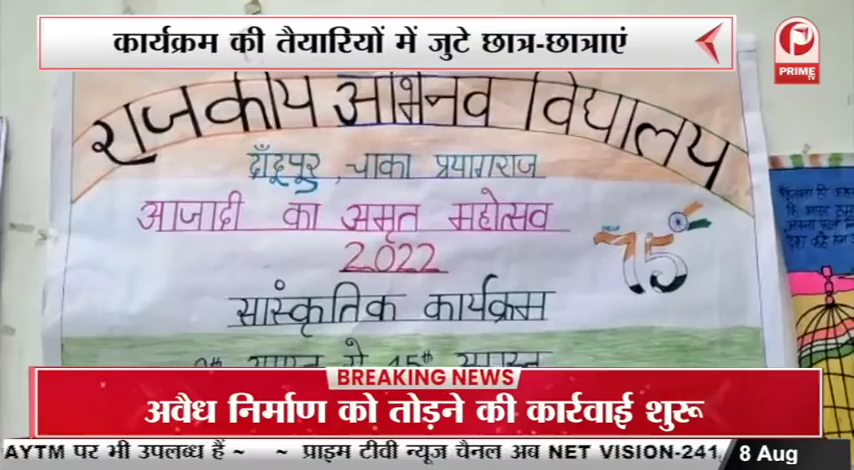 कार्यक्रम की तैयारियों में जुटे छात्र-छात्राएं
PRIME
TV
राजकीय अभिनव विद्यालय
दाँदूपुर, चाका प्रयागराज
आजादी का अमृत महोत्सव
75
2022
सांस्कृतिक कार्यक्रम
BREAKING NEWS
अवैध निर्माण को तोड़ने की कार्रवाई शुरू
AYTM पर भी उपलब्ध हैं ~ ~ प्राइम टीवी न्यूज चैनल अब NET VISION-241,
8 Aug